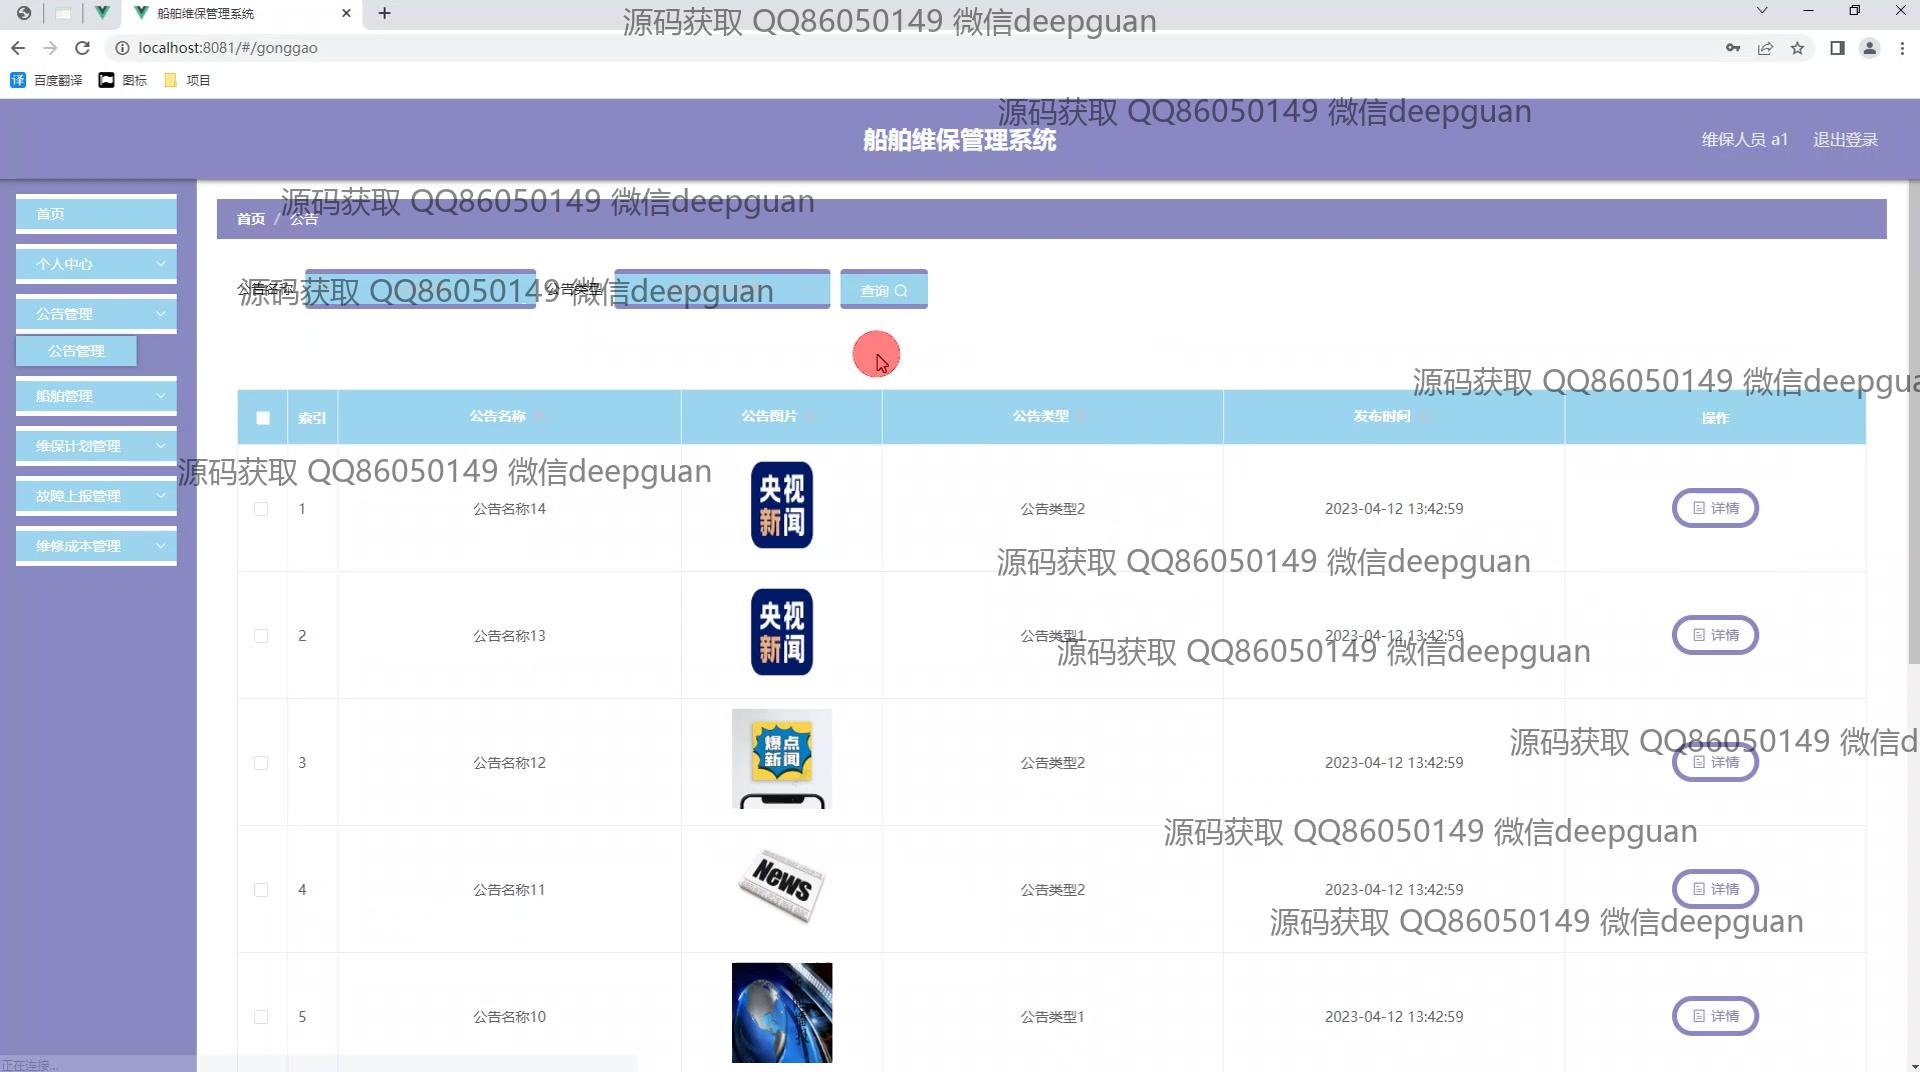 船舶维保管理系统
源码获取 QQ86050149 微信deepguan
localhost:8081/#/gonggao
百度翻译 图标 项目
源码获取 QQ86050149 微信deepguan
船舶维保管理系统
维保人员 a1 退出登录
源码获取 QQ86050149 微信deepguan
首页 / 公告
首页
个人中心
公告管理
公告管理
船舶管理
维保计划管理
故障上报管理
维修成本管理
公告名称 公告类型 查询
源码获取 QQ86050149 微信deepguan
源码获取 QQ86050149 微信deepgua
索引 公告名称 公告图片 公告类型 发布时间 操作
源码获取 QQ86050149 微信deepguan
央视
新闻
1 公告名称14 公告类型2 2023-04-12 13:42:59 详情
源码获取 QQ86050149 微信deepguan
央视
新闻
2 公告名称13 公告类型1 2023-04-12 13:42:59 详情
源码获取 QQ86050149 微信deepguan
源码获取 QQ86050149 微信d
爆点
新闻
3 公告名称12 公告类型2 2023-04-12 13:42:59 详情
源码获取 QQ86050149 微信deepguan
News
4 公告名称11 公告类型2 2023-04-12 13:42:59 详情
源码获取 QQ86050149 微信deepguan
5 公告名称10 公告类型1 2023-04-12 13:42:59 详情
正在连接...